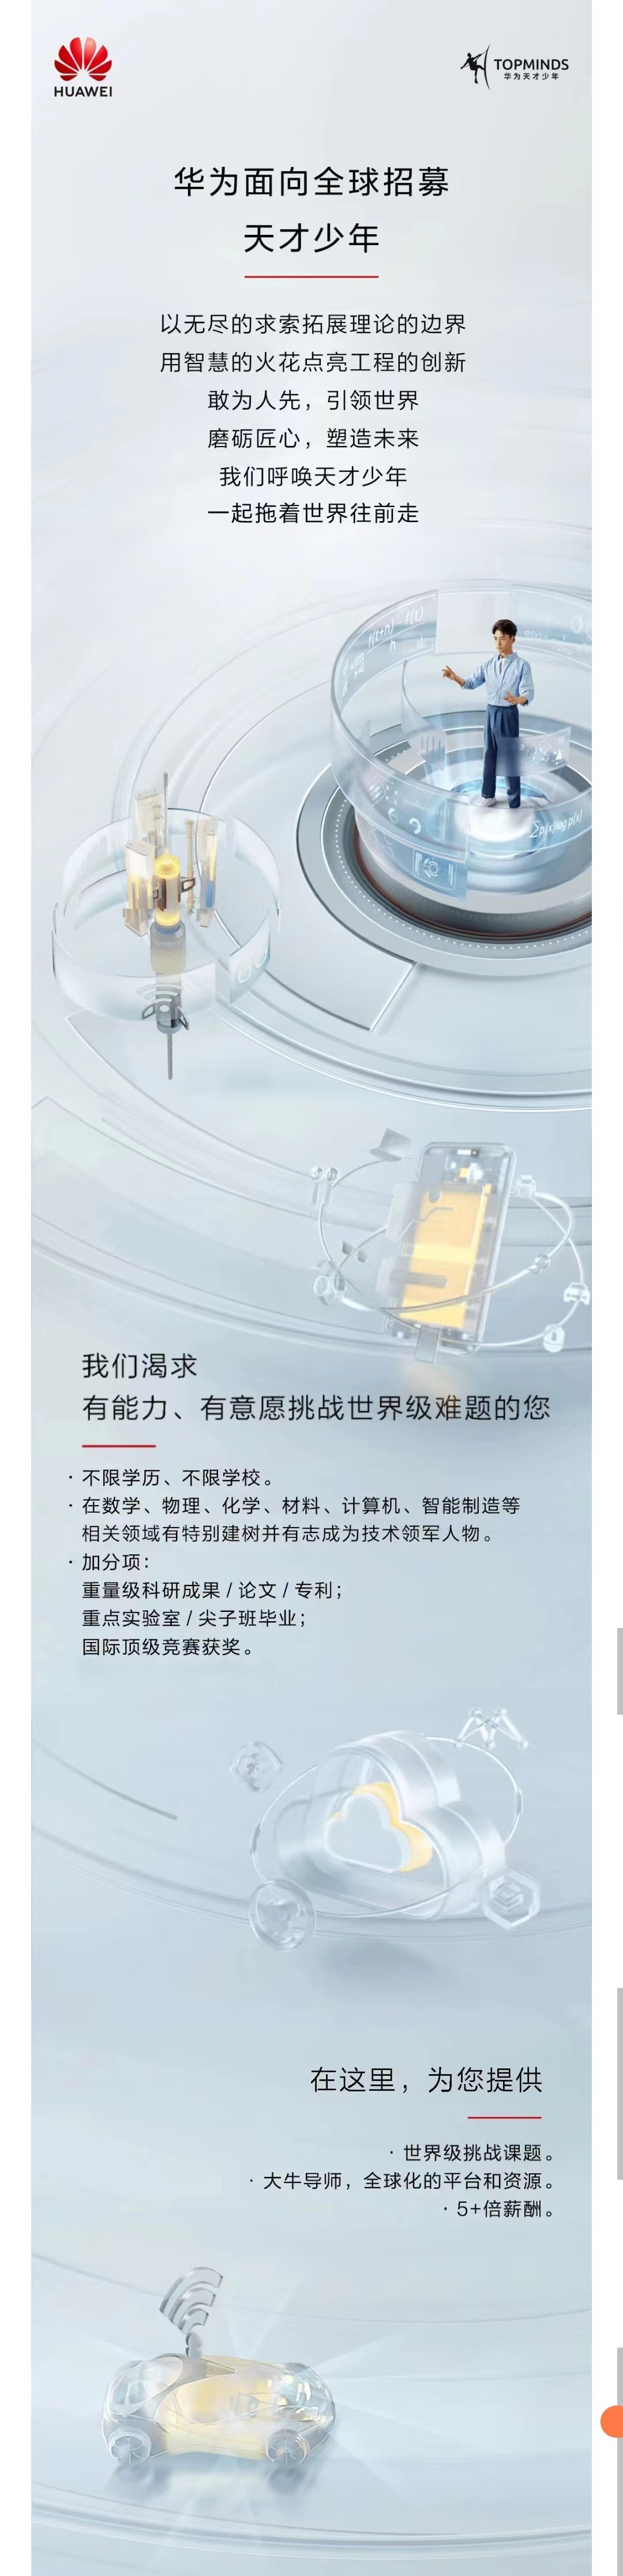 HUAWEI
TOPMINDS
华为天才少年
华为面向全球招募
天才少年
以无尽的求索拓展理论的边界
用智慧的火花点亮工程的创新
敢为人先，引领世界
磨砺匠心，塑造未来
我们呼唤天才少年
一起拖着世界往前走
f(t+h) - f(t)
h
∑p(x)log p(x)
我们渴求
有能力、有意愿挑战世界级难题的您
· 不限学历、不限学校。
· 在数学、物理、化学、材料、计算机、智能制造等
相关领域有特别建树并有志成为技术领军人物。
· 加分项：
重量级科研成果 / 论文 / 专利；
重点实验室 / 尖子班毕业；
国际顶级竞赛获奖。
在这里，为您提供
· 世界级挑战课题。
· 大牛导师，全球化的平台和资源。
· 5+倍薪酬。